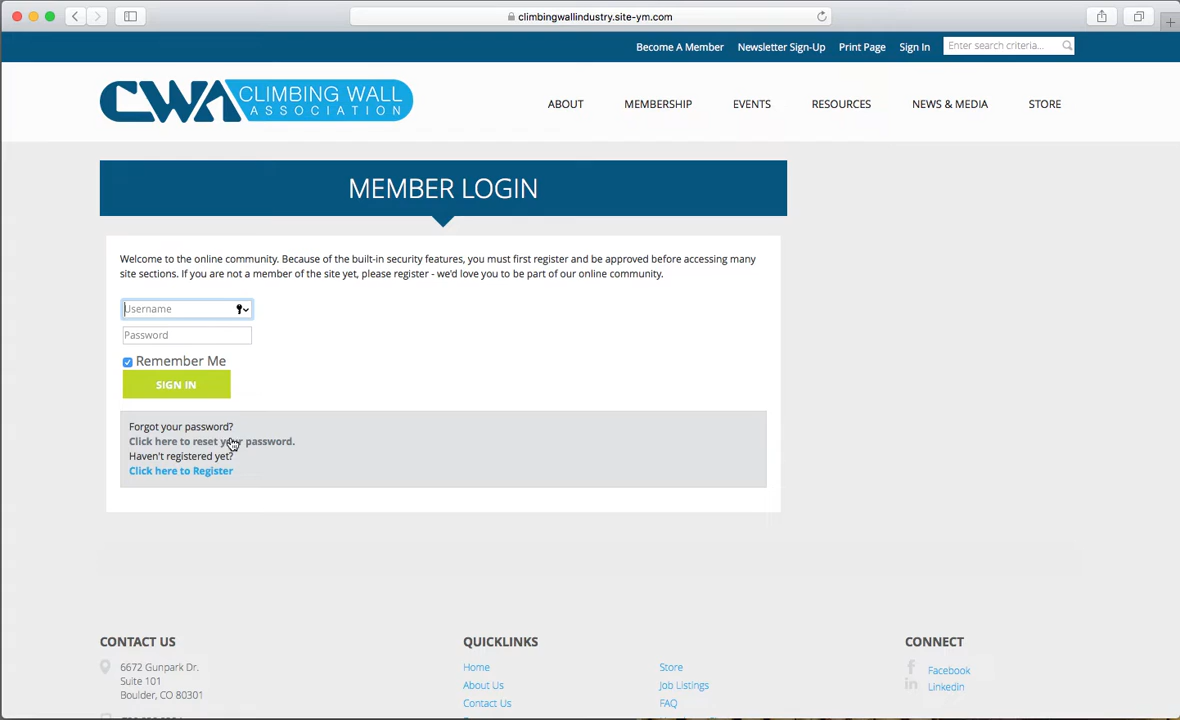 climbingwallindustry.site-ym.com
Become A Member Newsletter Sign-Up Print Page Sign In Enter search criteria...
CWA CLIMBING WALL
ASSOCIATION
ABOUT MEMBERSHIP EVENTS RESOURCES NEWS & MEDIA STORE
MEMBER LOGIN
Welcome to the online community. Because of the built-in security features, you must first register and be approved before accessing many
site sections. If you are not a member of the site yet, please register - we'd love you to be part of our online community.
Username
Password
Remember Me
SIGN IN
Forgot your password?
Click here to reset your password.
Haven't registered yet?
Click here to Register
CONTACT US
6672 Gunpark Dr.
Suite 101
Boulder, CO 80301
QUICKLINKS
Home
About Us
Contact Us
Store
Job Listings
FAQ
CONNECT
Facebook
Linkedin